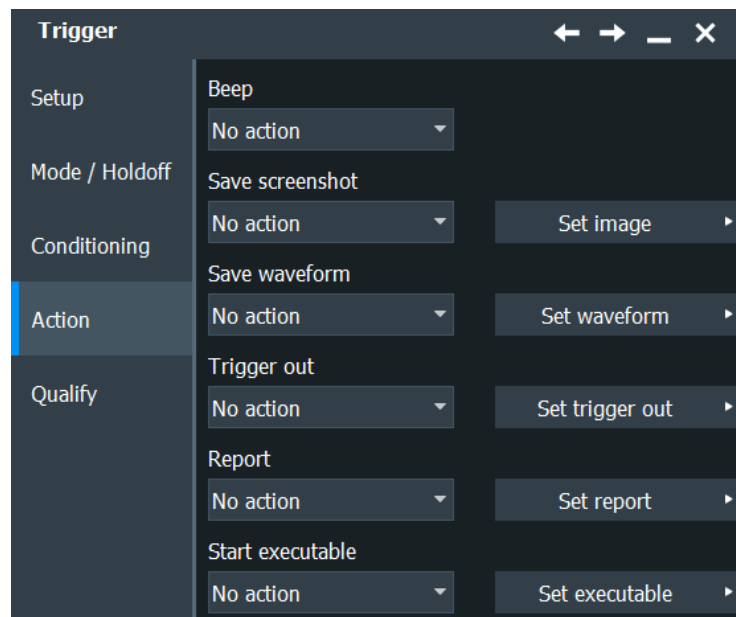 Trigger
Setup
Mode / Holdoff
Conditioning
Action
Qualify
Beep
No action
Save screenshot
No action Set image
Save waveform
No action Set waveform
Trigger out
No action Set trigger out
Report
No action Set report
Start executable
No action Set executable